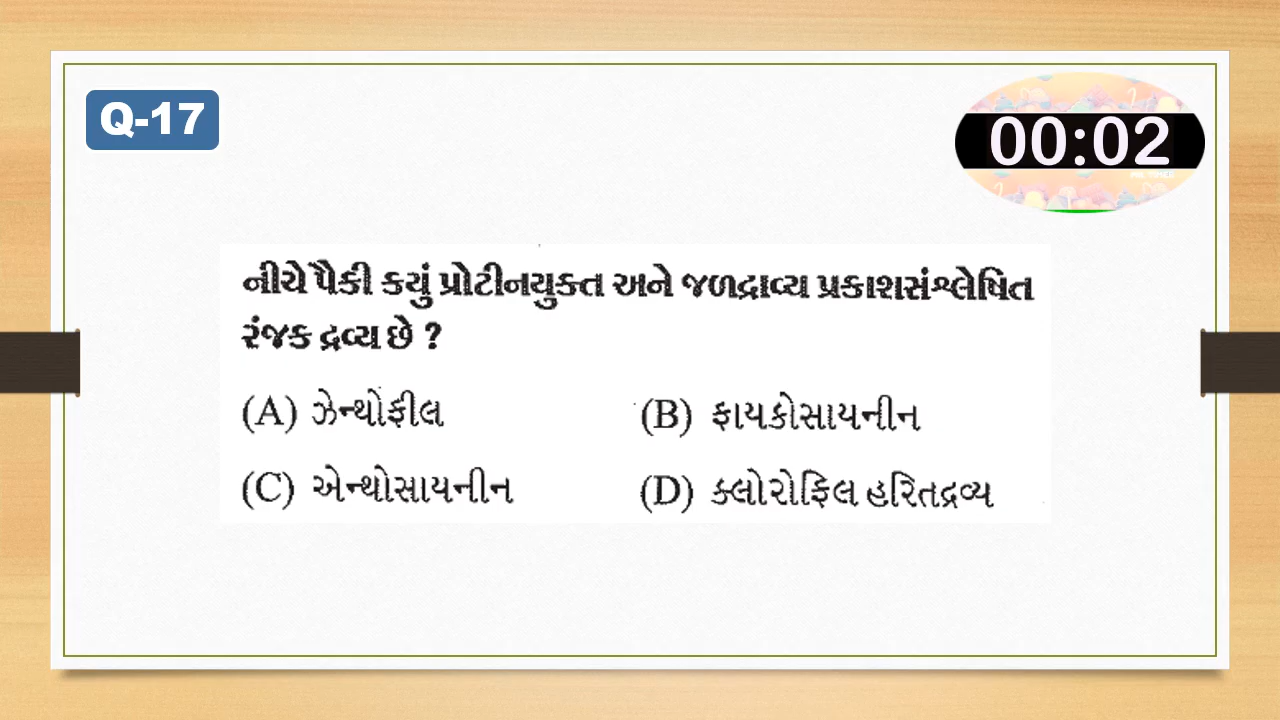 Q-17
00:02
નીચે પૈકી કયું પ્રોટીનયુક્ત અને જળદ્રાવ્ય પ્રકાશસંશ્લેષિત
રંજક દ્રવ્ય છે ?
(A) ઝેન્થોફીલ (B) ફાયકોસાયનીન
(C) એન્થોસાયનીન (D) ક્લોરોફિલ હરિતદ્રવ્ય